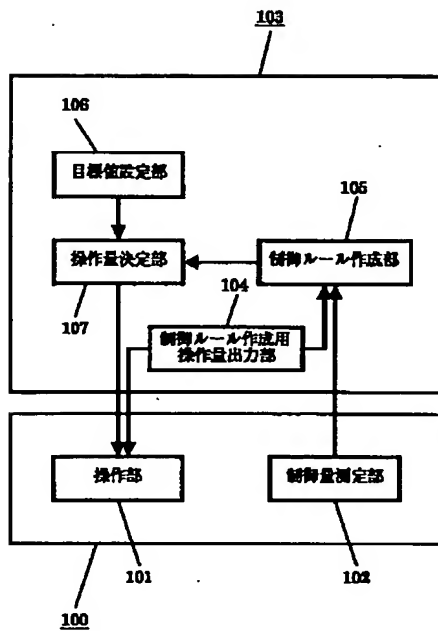 103
106
目標値設定部
105
操作量決定部
制御ルール作成部
107
104
制御ルール作成用
操作量出力部
操作部
制御量測定部
101
102
100